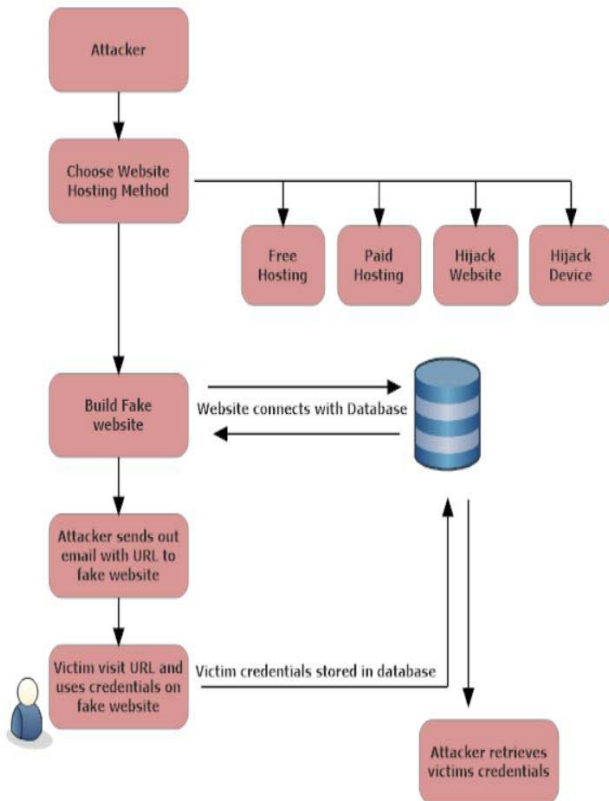 Attacker
Choose Website
Hosting Method
Free
Hosting
Paid
Hosting
Hijack
Website
Hijack
Device
Build Fake
website
Website connects with Database
Attacker sends out
email with URL to
fake website
Victim visit URL and
uses credentials on
fake website
Victim credentials stored in database
Attacker retrieves
victims credentials